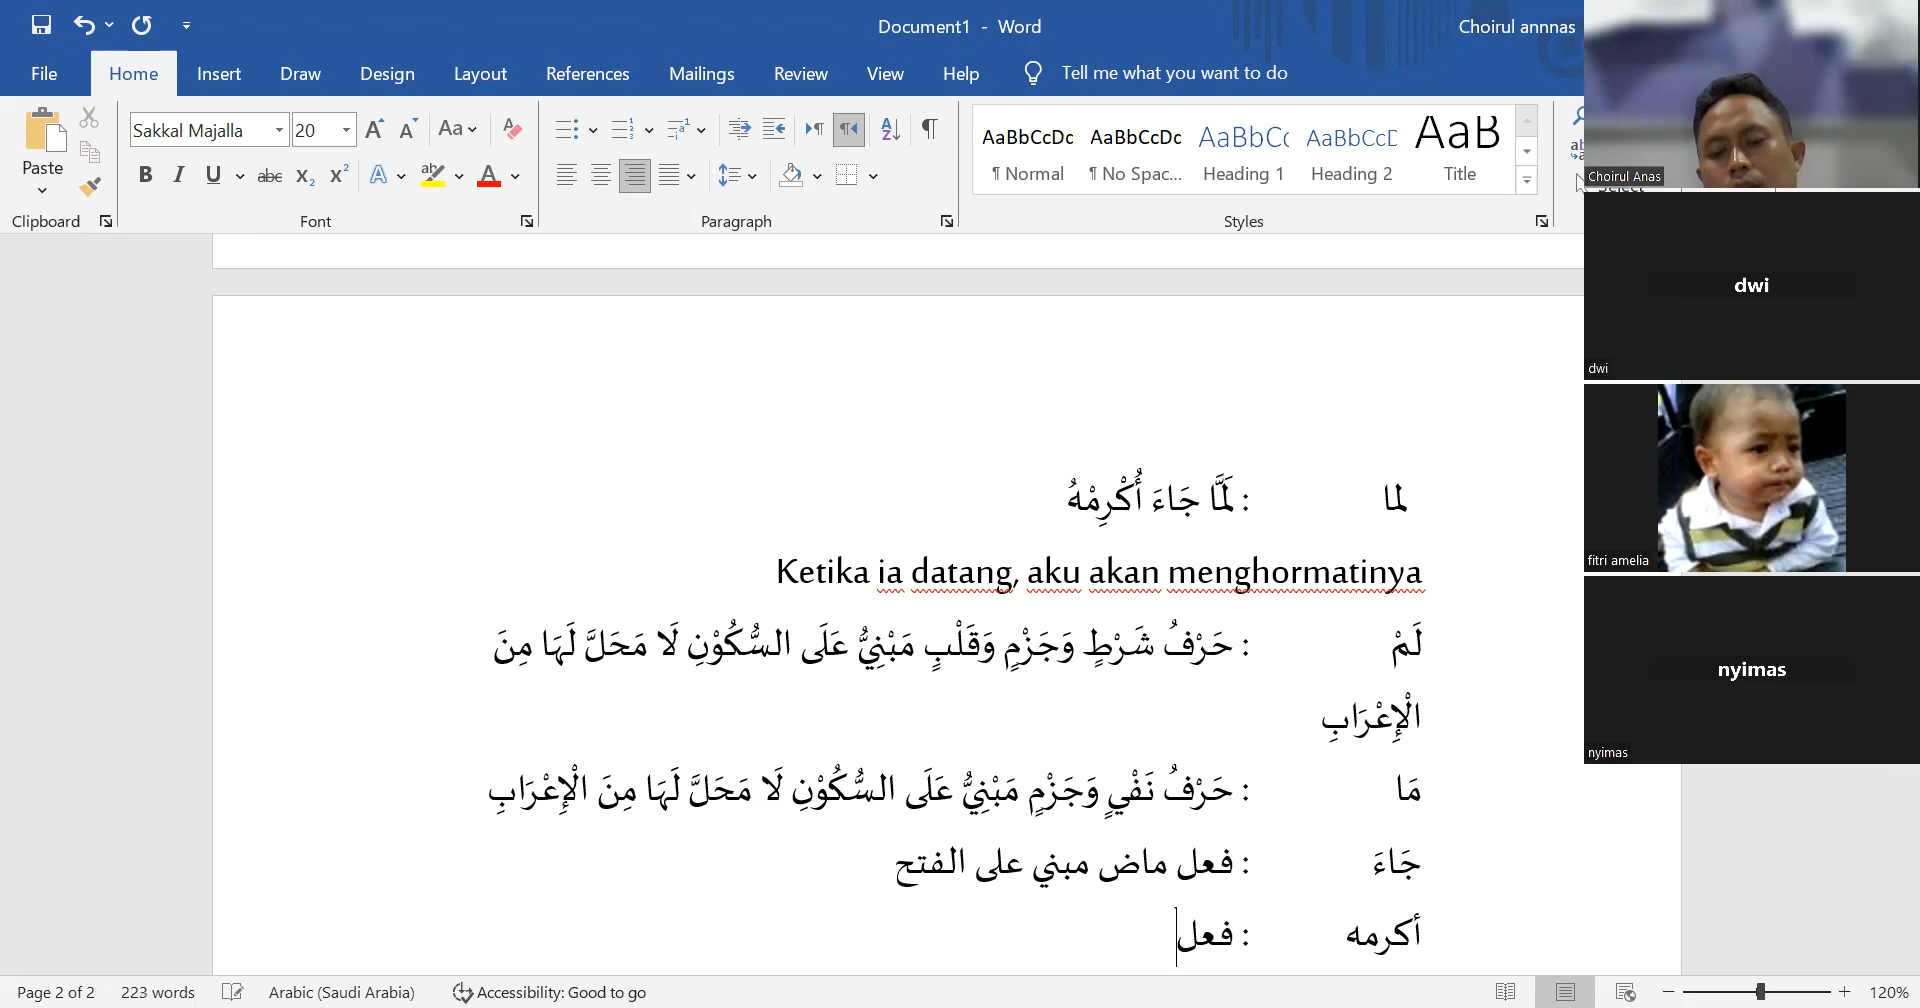 Document1 - Word
Choirul annnas
File Home Insert Draw Design Layout References Mailings Review View Help Tell me what you want to do
Sakkal Majalla 20
Paste
AaBbCcDc AaBbCcDc AaBbC AaBbCcD AaB
¶ Normal ¶ No Spac... Heading 1 Heading 2 Title
Clipboard Font Paragraph Styles
Choirul Anas
dwi
dwi
fitri amelia
nyimas
nyimas
لما : لَمَّا جَاءَ أُكْرِمْهُ
Ketika ia datang, aku akan menghormatinya
لَمْ : حَرْفُ شَرْطٍ وَجَزْمٍ وَقَلْبٍ مَبْنِيُّ عَلَى السُّكُوْنِ لَا مَحَلَّ لَهَا مِنَ
الْإِعْرَابِ
مَا : حَرْفُ نَفْيٍ وَجَزْمٍ مَبْنِيُّ عَلَى السُّكُوْنِ لَا مَحَلَّ لَهَا مِنَ الْإِعْرَابِ
جَاءَ : فعل ماض مبني على الفتح
أكرمه : فعل
Page 2 of 2 223 words Arabic (Saudi Arabia) Accessibility: Good to go 120%